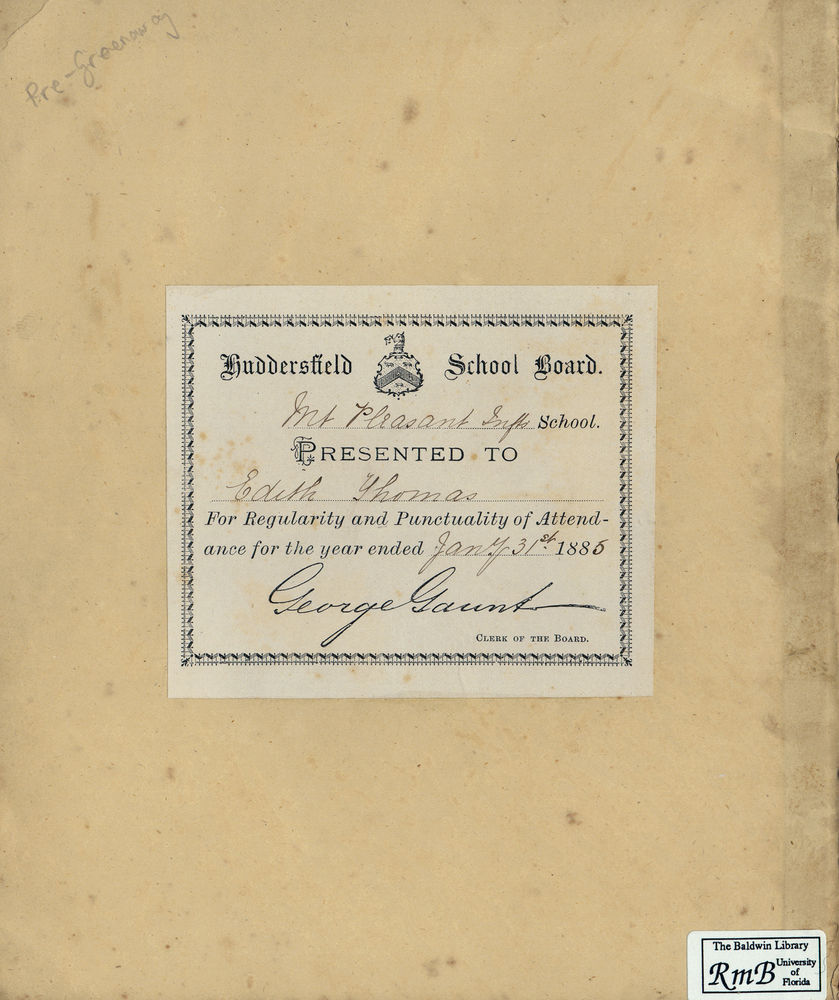 Pre-Greenaway
Huddersfield School Board.
Mt Pleasant Infts School.
PRESENTED TO
Edith Thomas
For Regularity and Punctuality of Attend-
ance for the year ended Jany 31st. 1885
George Gaunt
CLERK OF THE BOARD.
The Baldwin Library
RmB University
of
Florida